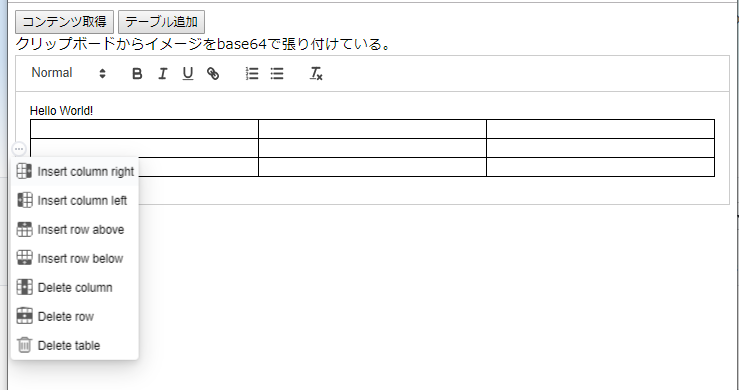 コンテンツ取得 テーブル追加
クリップボードからイメージをbase64で張り付けている。
Normal B I U Tx
Hello World!
Insert column right
Insert column left
Insert row above
Insert row below
Delete column
Delete row
Delete table